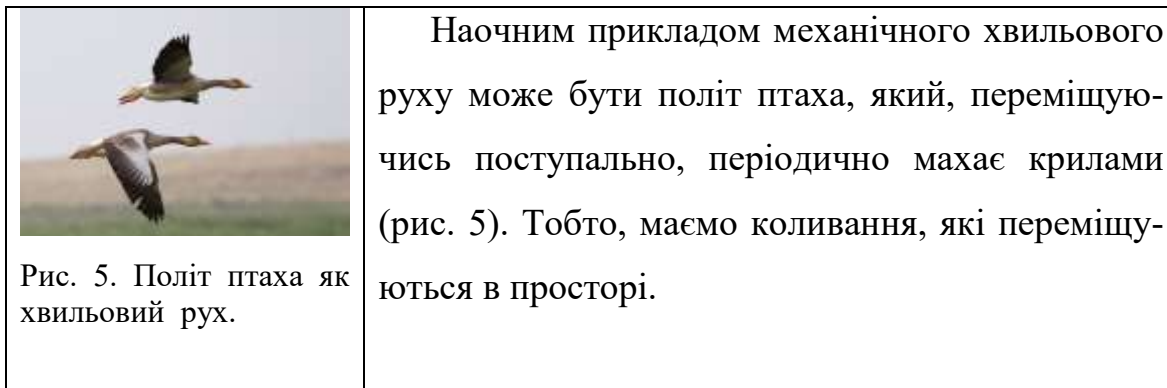 Наочним прикладом механічного хвильового
руху може бути політ птаха, який, переміщую-
чись поступально, періодично махає крилами
(рис. 5). Тобто, маємо коливання, які переміщу-
ються в просторі.
Рис. 5. Політ птаха як
хвильовий рух.